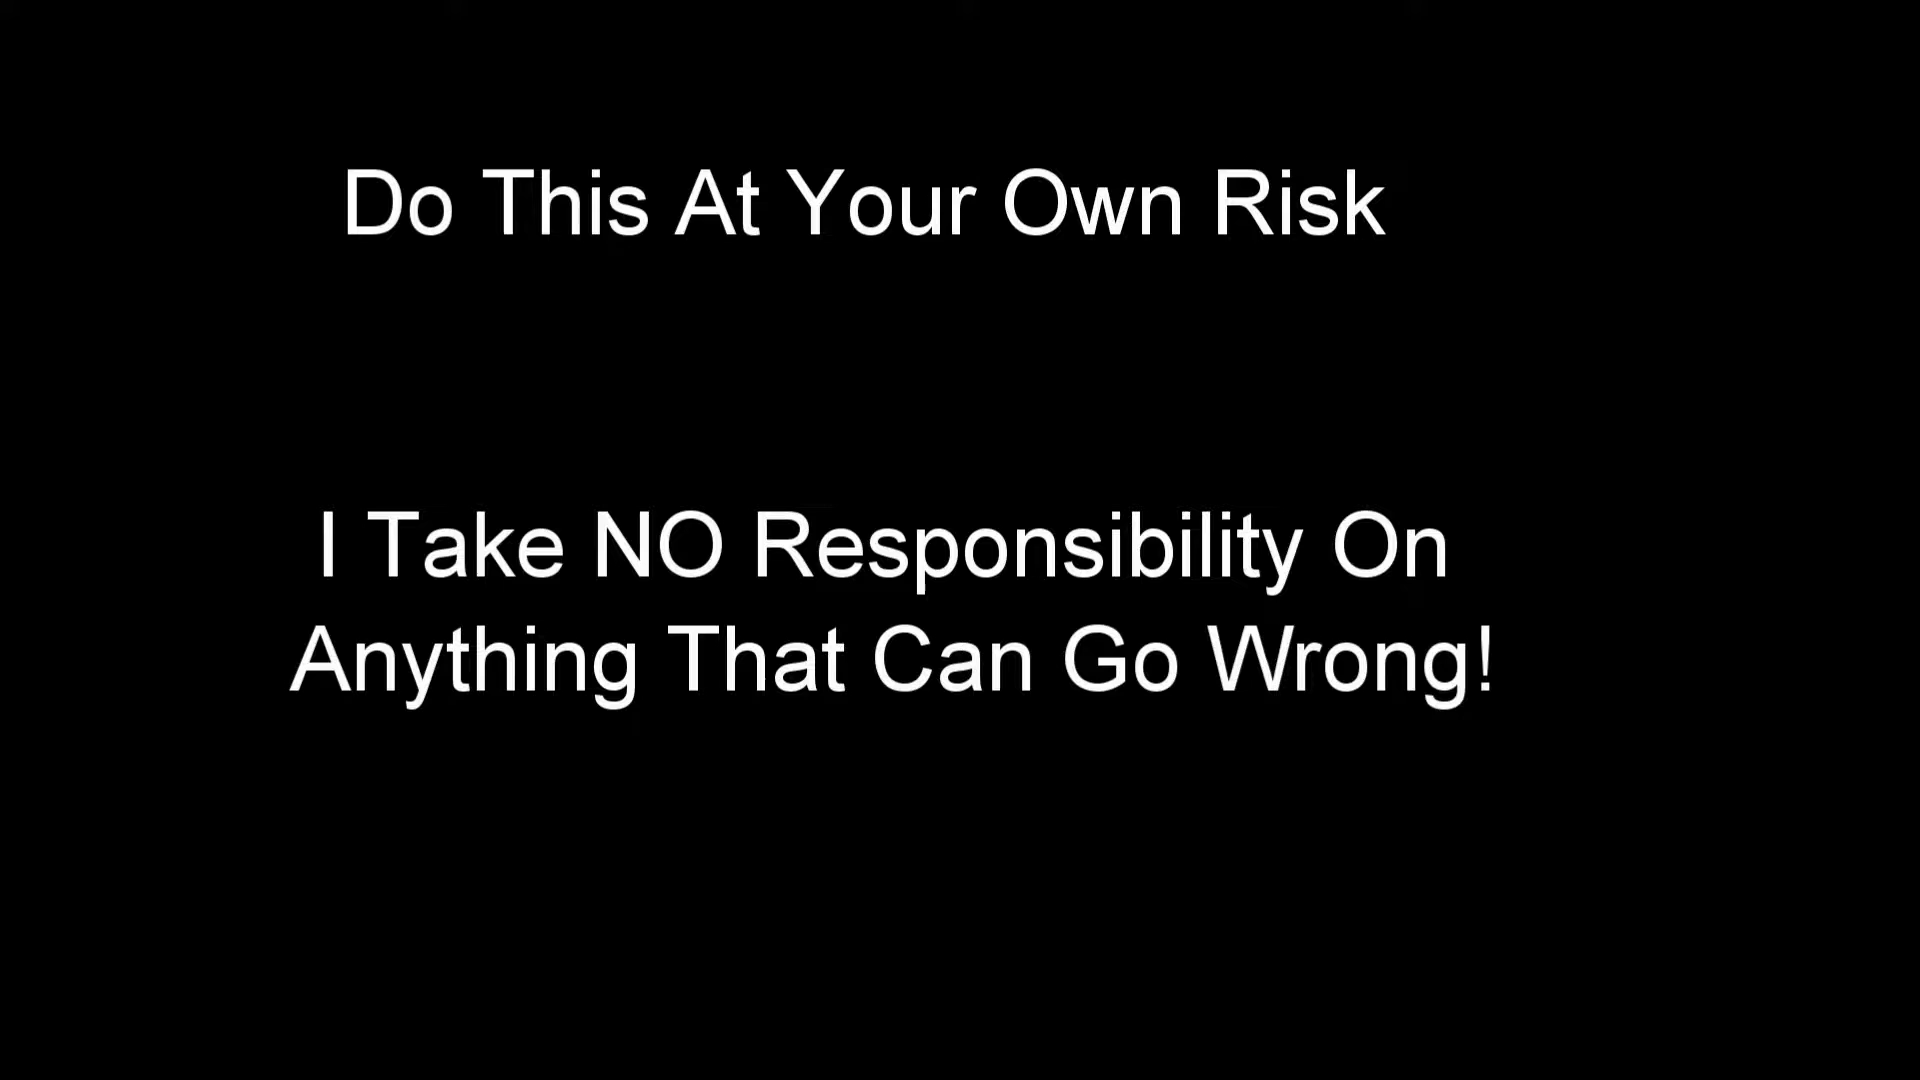 Do This At Your Own Risk
I Take NO Responsibility On
Anything That Can Go Wrong!